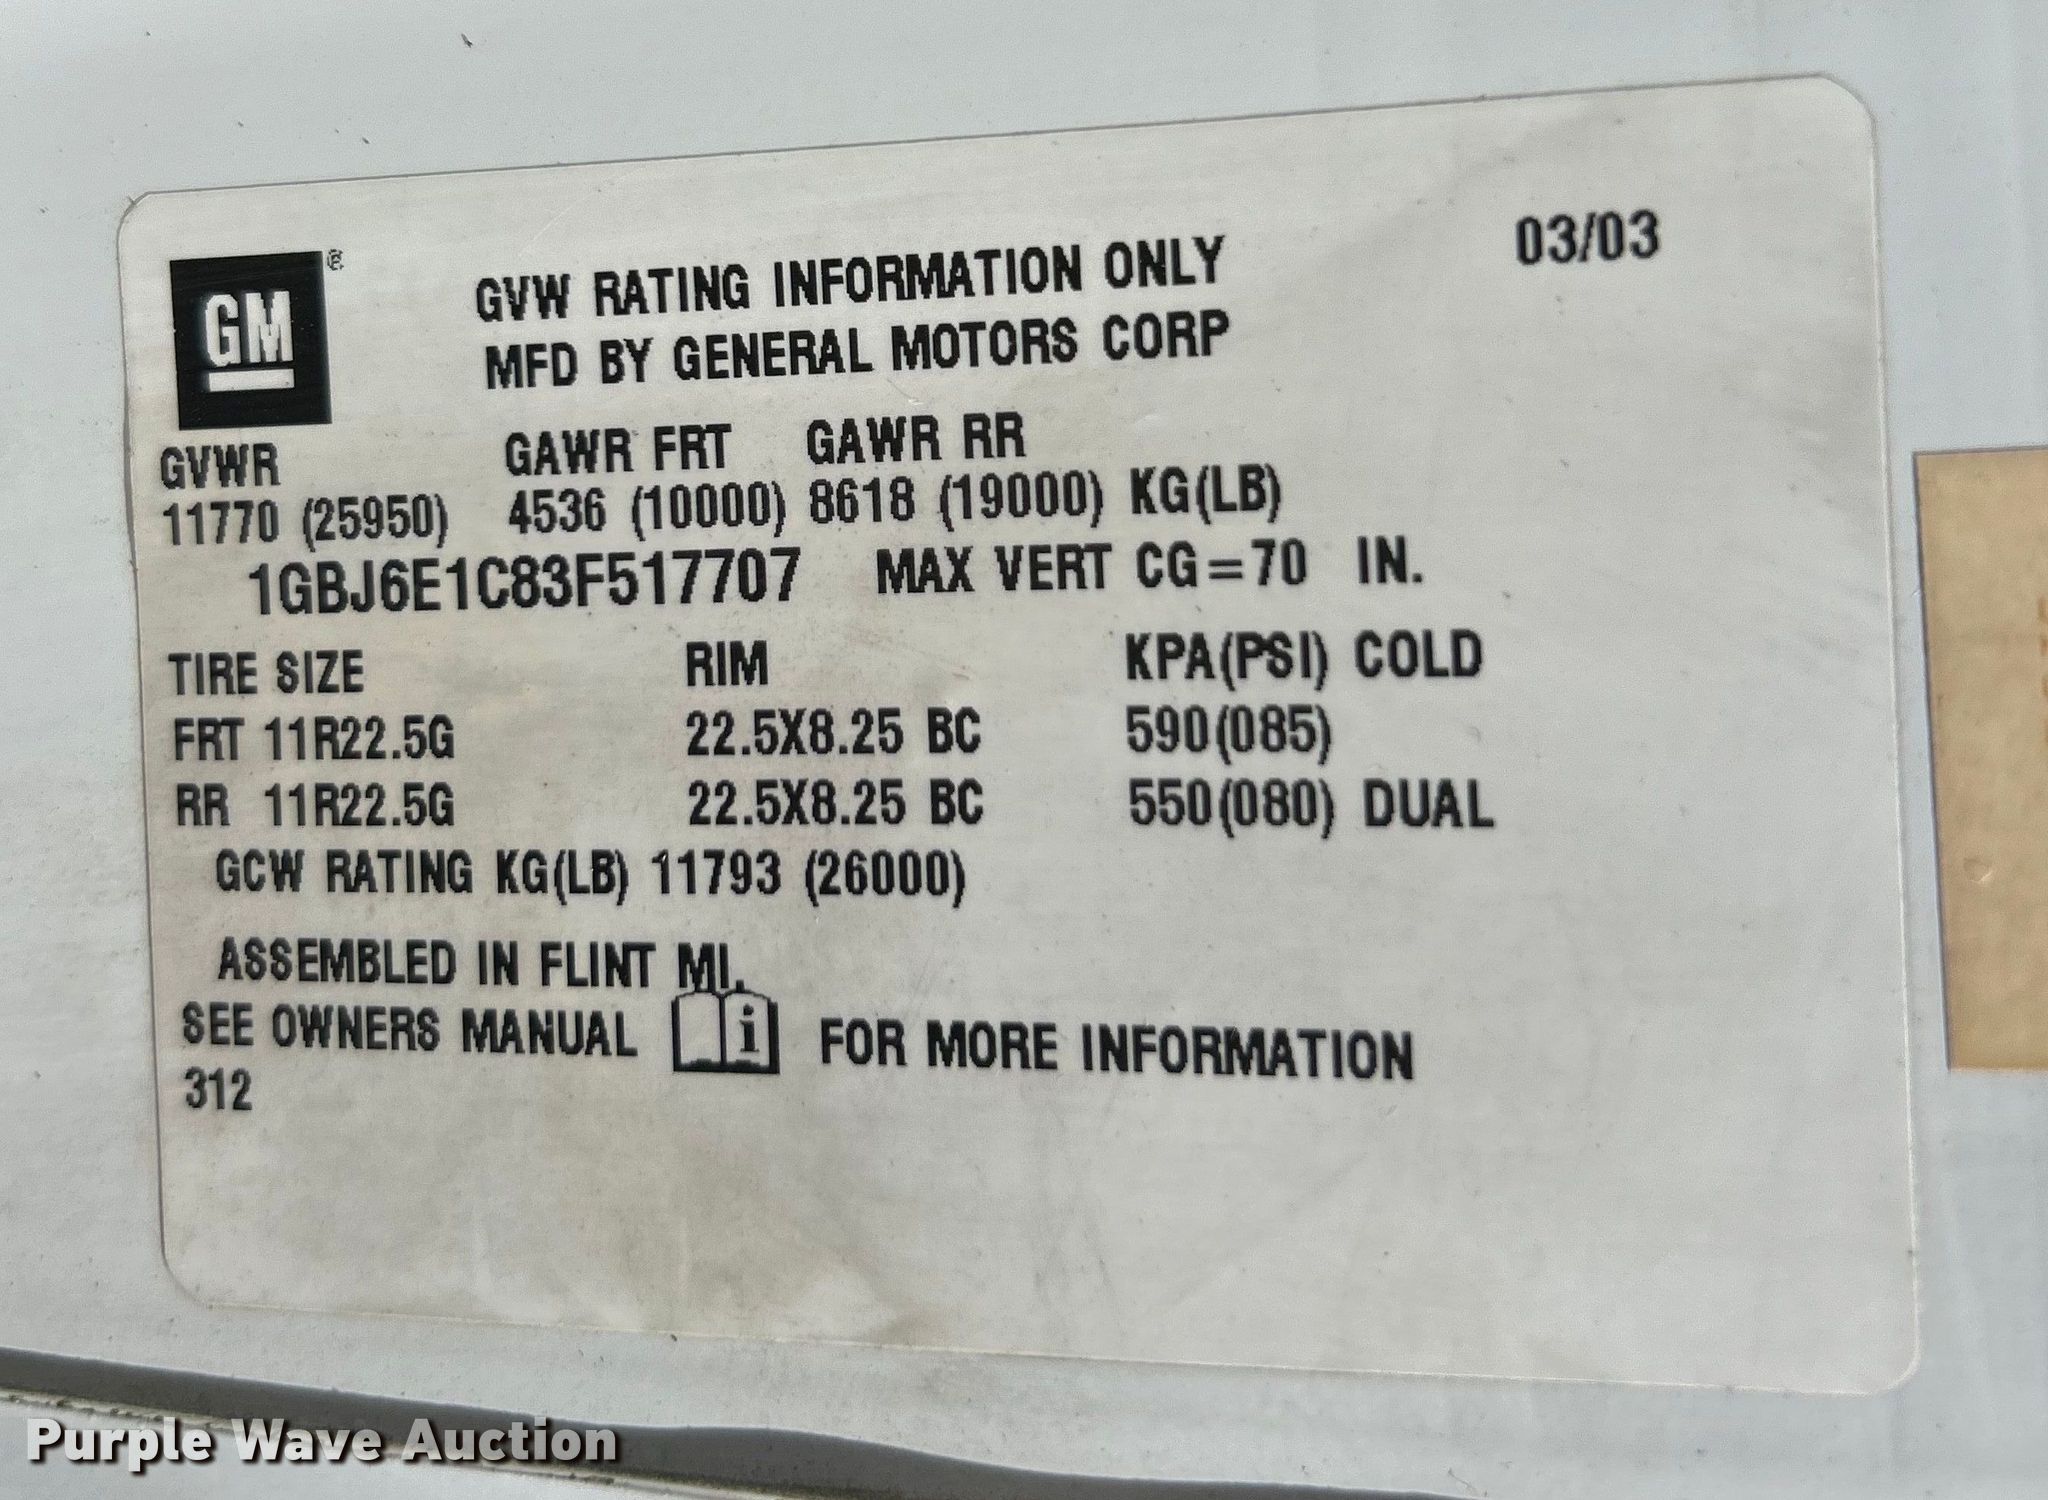 GM®
GVW RATING INFORMATION ONLY 03/03
MFD BY GENERAL MOTORS CORP
GVWR GAWR FRT GAWR RR
11770 (25950) 4536 (10000) 8618 (19000) KG(LB)
1GBJ6E1C83F517707 MAX VERT CG=70 IN.
TIRE SIZE RIM KPA(PSI) COLD
FRT 11R22.5G 22.5X8.25 BC 590(085)
RR 11R22.5G 22.5X8.25 BC 550(080) DUAL
GCW RATING KG(LB) 11793 (26000)
ASSEMBLED IN FLINT MI.
SEE OWNERS MANUAL i FOR MORE INFORMATION
312
Purple Wave Auction